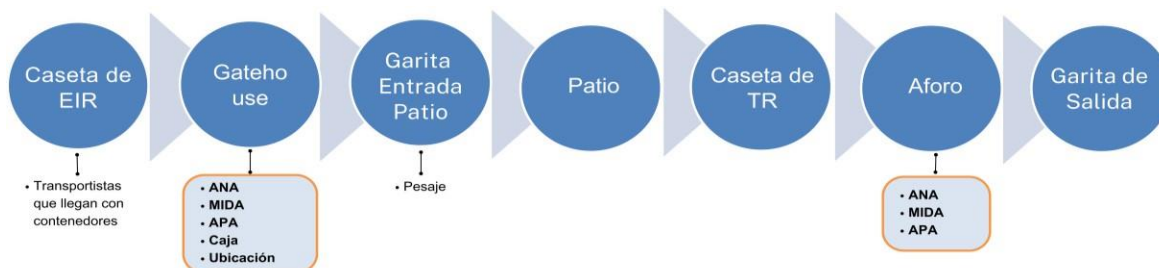 Caseta de
EIR
Gateho
use
Garita
Entrada
Patio
Patio
Caseta de
TR
Aforo
Garita de
Salida
• Transportistas
que llegan con
contenedores
• ANA
• MIDA
• APA
• Caja
• Ubicación
• Pesaje
• ANA
• MIDA
• APA